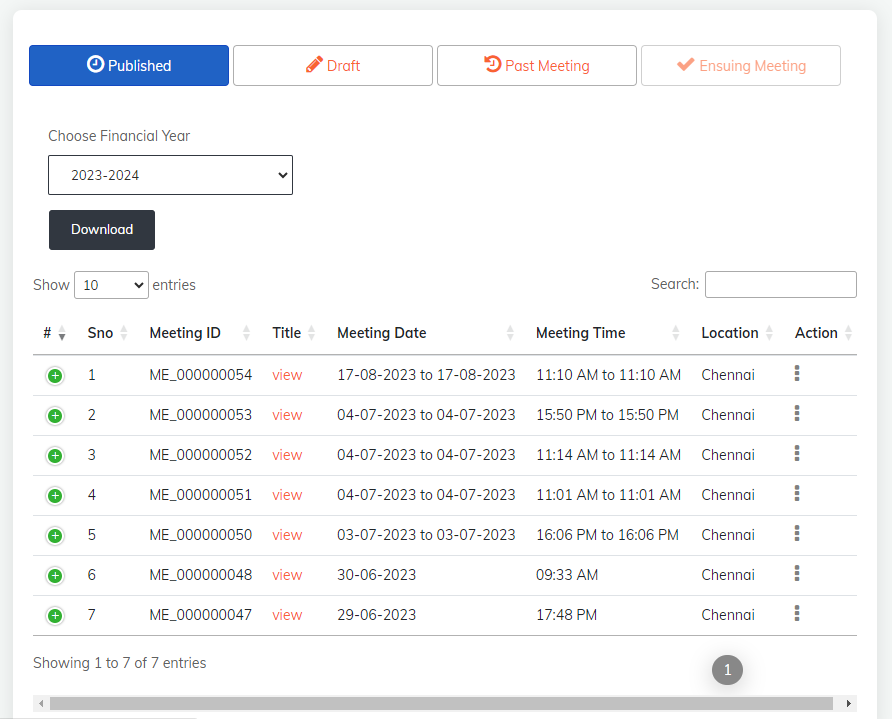 Published Draft Past Meeting Ensuing Meeting
Choose Financial Year
2023-2024
Download
Show 10 entries Search:
# Sno Meeting ID Title Meeting Date Meeting Time Location Action
1 ME_000000054 view 17-08-2023 to 17-08-2023 11:10 AM to 11:10 AM Chennai
2 ME_000000053 view 04-07-2023 to 04-07-2023 15:50 PM to 15:50 PM Chennai
3 ME_000000052 view 04-07-2023 to 04-07-2023 11:14 AM to 11:14 AM Chennai
4 ME_000000051 view 04-07-2023 to 04-07-2023 11:01 AM to 11:01 AM Chennai
5 ME_000000050 view 03-07-2023 to 03-07-2023 16:06 PM to 16:06 PM Chennai
6 ME_000000048 view 30-06-2023 09:33 AM Chennai
7 ME_000000047 view 29-06-2023 17:48 PM Chennai
Showing 1 to 7 of 7 entries 1